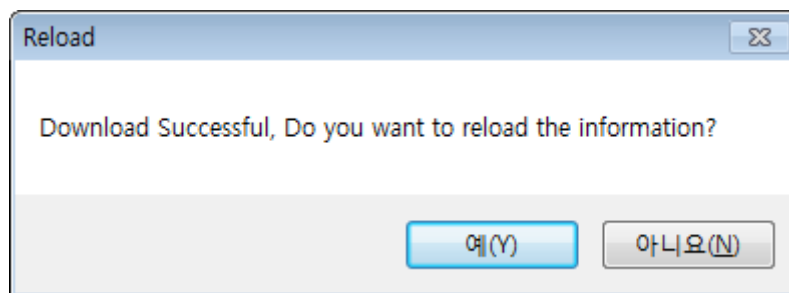 Reload
Download Successful, Do you want to reload the information?
예(Y)
아니요(N)